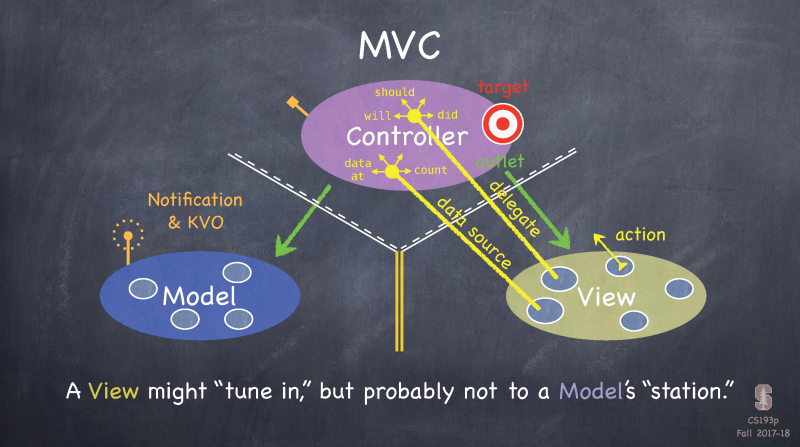 MVC
should
target
will
did
Controller
data
at
count
outlet
Notification
& KVO
delegate
data source
action
Model
View
A View might “tune in,” but probably not to a Model’s “station.”
CS193p
Fall 2017-18